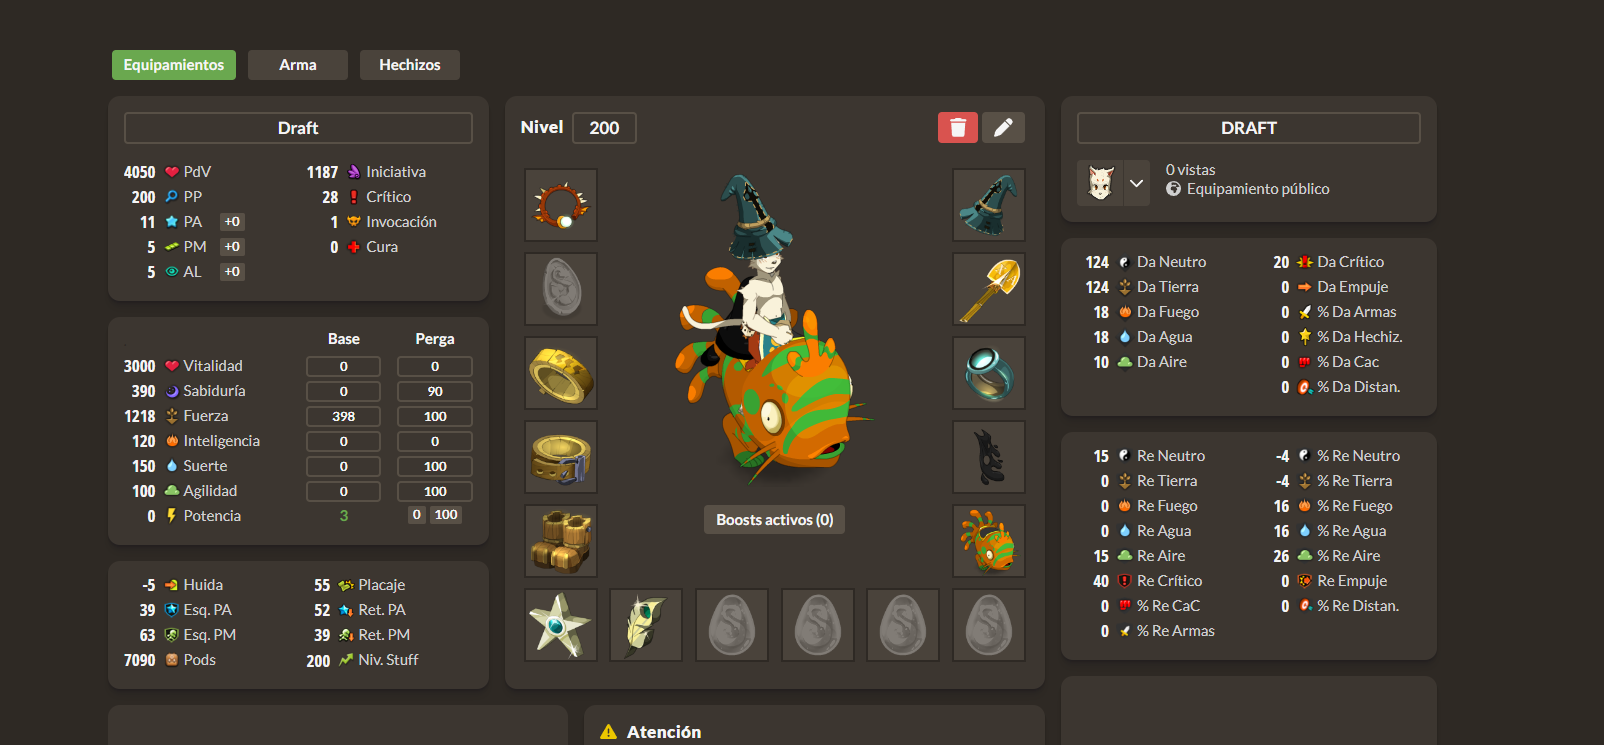 Equipamientos Arma Hechizos
Draft
4050 PdV 1187 Iniciativa
200 PP 28 Crítico
11 PA +0 1 Invocación
5 PM +0 0 Cura
5 AL +0
Base Perga
3000 Vitalidad 0 0
390 Sabiduría 0 90
1218 Fuerza 398 100
120 Inteligencia 0 0
150 Suerte 0 100
100 Agilidad 0 100
0 Potencia 3 0 100
-5 Huida 55 Placaje
39 Esq. PA 52 Ret. PA
63 Esq. PM 39 Ret. PM
7090 Pods 200 Niv. Stuff
Nivel 200
Boosts activos (0)
Atención
DRAFT
0 vistas
Equipamiento público
124 Da Neutro 20 Da Crítico
124 Da Tierra 0 Da Empuje
18 Da Fuego 0 % Da Armas
18 Da Agua 0 % Da Hechiz.
10 Da Aire 0 % Da Cac
0 % Da Distan.
15 Re Neutro -4 % Re Neutro
0 Re Tierra -4 % Re Tierra
0 Re Fuego 16 % Re Fuego
0 Re Agua 16 % Re Agua
15 Re Aire 26 % Re Aire
40 Re Crítico 0 Re Empuje
0 % Re CaC 0 % Re Distan.
0 % Re Armas